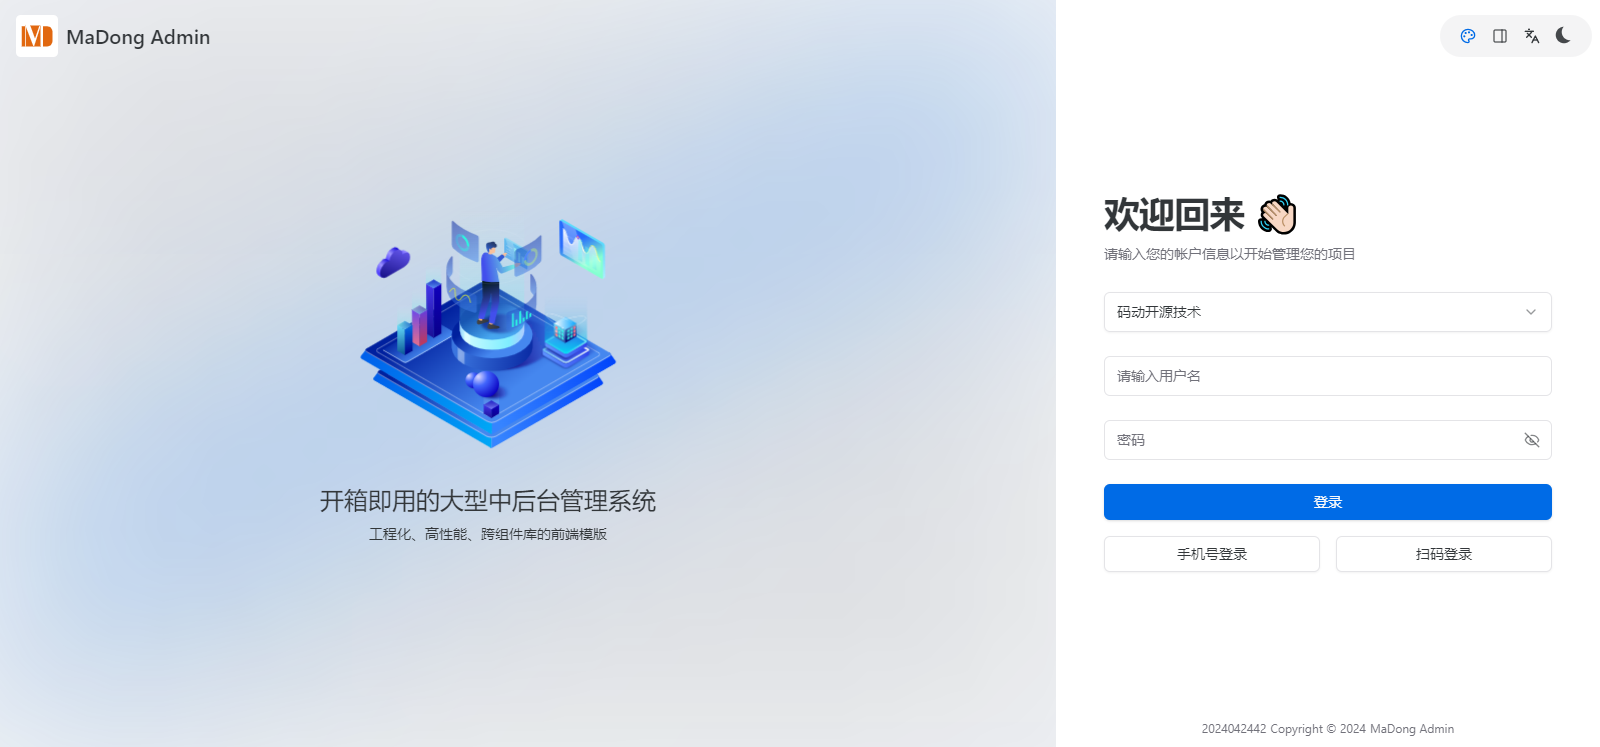 MaDong Admin
开箱即用的大型中后台管理系统
工程化、高性能、跨组件库的前端模版
欢迎回来 👋🏻
请输入您的帐户信息以开始管理您的项目
码动开源技术
请输入用户名
密码
登录
手机号登录
扫码登录
2024042442 Copyright © 2024 MaDong Admin